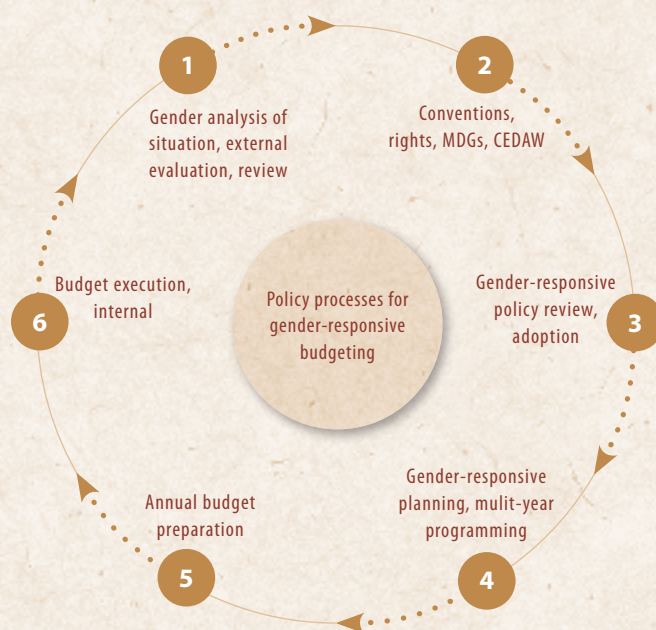 1
Gender analysis of
situation, external
evaluation, review
2
Conventions,
rights, MDGs, CEDAW
3
Gender-responsive
policy review,
adoption
4
Gender-responsive
planning, mulit-year
programming
5
Annual budget
preparation
6
Budget execution,
internal
Policy processes for
gender-responsive
budgeting